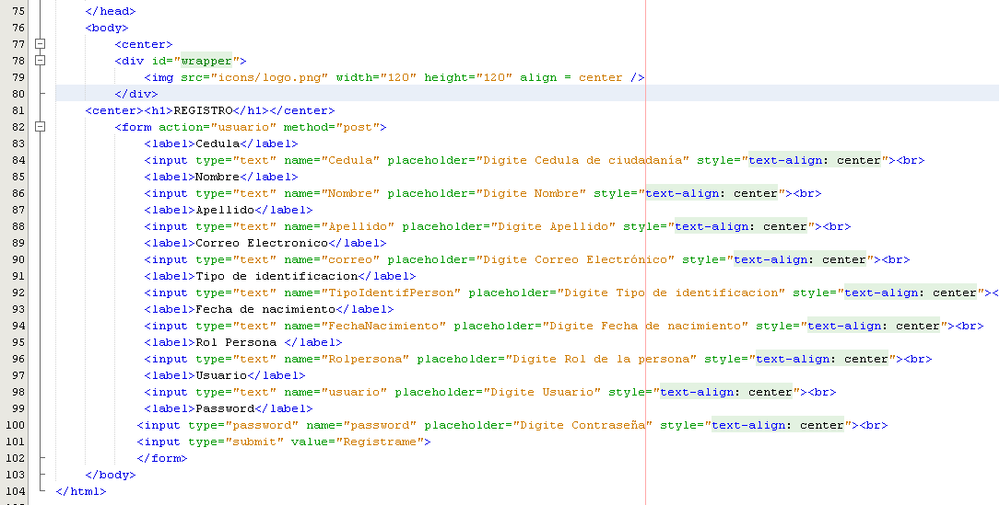 75 </head>
76 <body>
77 <center>
78 <div id="wrapper">
79 <img src="icons/logo.png" width="120" height="120" align = center />
80 </div>
81 <center><h1>REGISTRO</h1></center>
82 <form action="usuario" method="post">
83 <label>Cedula</label>
84 <input type="text" name="Cedula" placeholder="Digite Cedula de ciudadanía" style="text-align: center"><br>
85 <label>Nombre</label>
86 <input type="text" name="Nombre" placeholder="Digite Nombre" style="text-align: center"><br>
87 <label>Apellido</label>
88 <input type="text" name="Apellido" placeholder="Digite Apellido" style="text-align: center"><br>
89 <label>Correo Electronico</label>
90 <input type="text" name="correo" placeholder="Digite Correo Electrónico" style="text-align: center"><br>
91 <label>Tipo de identificacion</label>
92 <input type="text" name="TipoIdentifPerson" placeholder="Digite Tipo de identificacion" style="text-align: center"><
93 <label>Fecha de nacimiento</label>
94 <input type="text" name="FechaNacimiento" placeholder="Digite Fecha de nacimiento" style="text-align: center"><br>
95 <label>Rol Persona </label>
96 <input type="text" name="Rolpersona" placeholder="Digite Rol de la persona" style="text-align: center"><br>
97 <label>Usuario</label>
98 <input type="text" name="usuario" placeholder="Digite Usuario" style="text-align: center"><br>
99 <label>Password</label>
100 <input type="password" name="password" placeholder="Digite Contraseña" style="text-align: center"><br>
101 <input type="submit" value="Registrame">
102 </form>
103 </body>
104 </html>